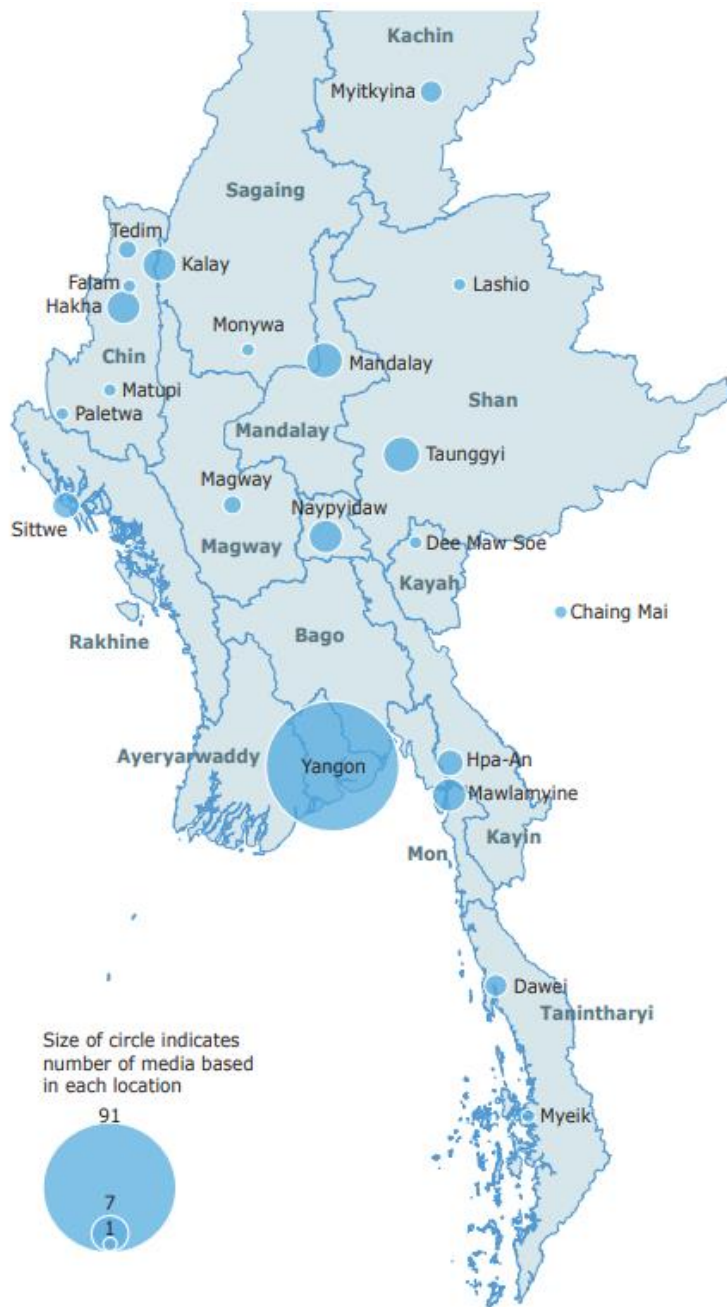 Kachin
Myitkyina
Sagaing
Tedim
Kalay
Falam
Lashio
Hakha
Monywa
Chin
Mandalay
Matupi
Shan
Paletwa
Mandalay
Taunggyi
Magway
Naypyidaw
Sittwe
Dee Maw Soe
Magway
Kayah
Chaing Mai
Bago
Rakhine
Ayeryarwaddy
Hpa-An
Yangon
Mawlamyine
Kayin
Mon
Dawei
Tanintharyi
Size of circle indicates
number of media based
in each location
91
Myeik
7
1